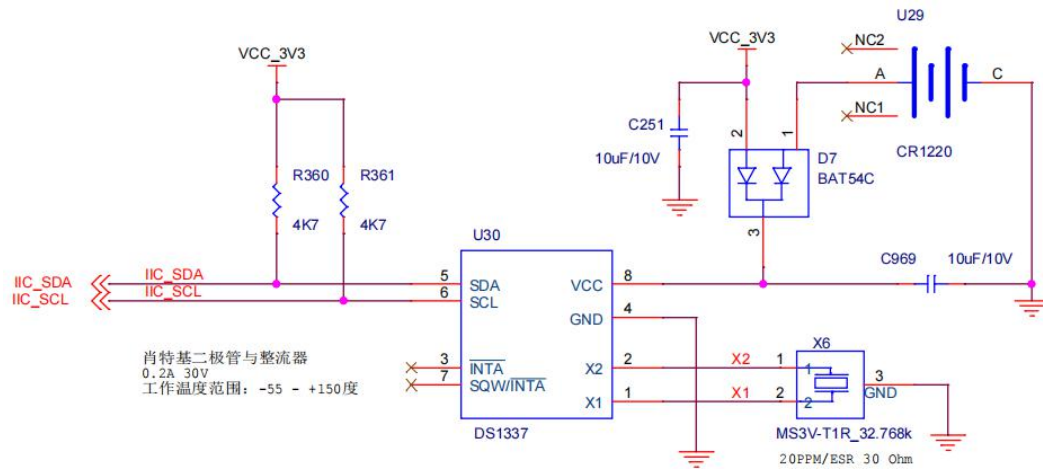 U29
VCC_3V3
VCC_3V3
NC2
A
C
NC1
C251
10uF/10V
2
1
CR1220
D7
BAT54C
3
R360
R361
4K7
4K7
U30
C969
10uF/10V
IIC_SDA
IIC_SDA
5
SDA
VCC
8
IIC_SCL
IIC_SCL
6
SCL
GND
4
肖特基二极管与整流器
0.2A 30V
工作温度范围: -55 - +150度
3
INTA
X2
2
X2
1
1
X6
3
GND
7
SQW/INTA
X1
1
X1
2
2
DS1337
MS3V-T1R_32.768k
20PPM/ESR 30 Ohm